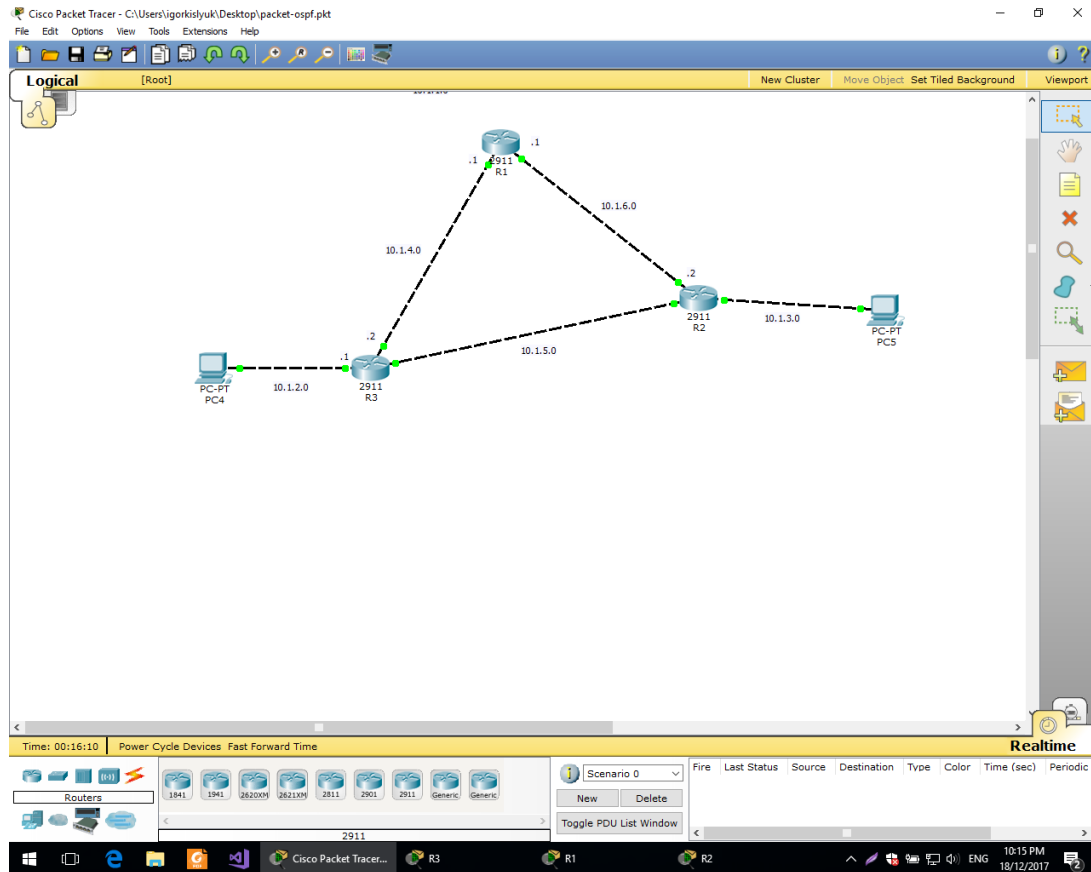 Cisco Packet Tracer - C:\Users\igorkislyuk\Desktop\packet-ospf.pkt
File Edit Options View Tools Extensions Help
Logical [Root] New Cluster Move Object Set Tiled Background Viewport
.1
.1 2911
R1
10.1.6.0
10.1.4.0
.2
2911
R2
10.1.3.0
PC-PT
PC5
.2
10.1.5.0
.1
2911
R3
10.1.2.0
PC-PT
PC4
Time: 00:16:10 Power Cycle Devices Fast Forward Time Realtime
Routers
1841 1941 2620XM 2621XM 2811 2901 2911 Generic Generic
2911
Scenario 0
New Delete
Toggle PDU List Window
Fire Last Status Source Destination Type Color Time (sec) Periodic
Cisco Packet Tracer... R3 R1 R2 ENG 10:15 PM
18/12/2017
2